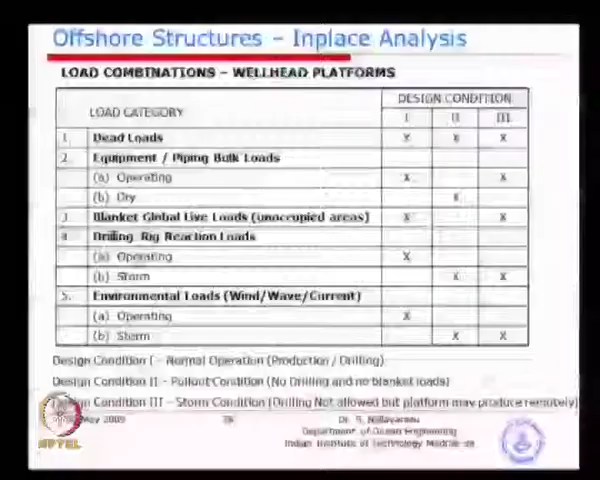 Offshore Structures – Inplace Analysis
LOAD COMBINATIONS – WELLHEAD PLATFORMS
LOAD CATEGORY DESIGN CONDITION
I II III
1. Dead Loads X X X
2. Equipment / Piping Bulk Loads
(a) Operating X X
(b) Dry X
3 Blanket Global Live Loads (unoccupied areas) X X
4 Drilling Rig Reaction Loads
(a) Operating X
(b) Storm X X
5. Environmental Loads (Wind/Wave/Current)
(a) Operating X
(b) Storm X X
Design Condition I – Normal Operation (Production / Drilling)
Design Condition II – Pullout Condition (No Drilling and no blanket loads)
Design Condition III – Storm Condition (Drilling Not allowed but platform may produce remotely)
May 2009
Dr. S. Nallayarasu
Department of Ocean Engineering
Indian Institute of Technology Madras-36
NPTEL